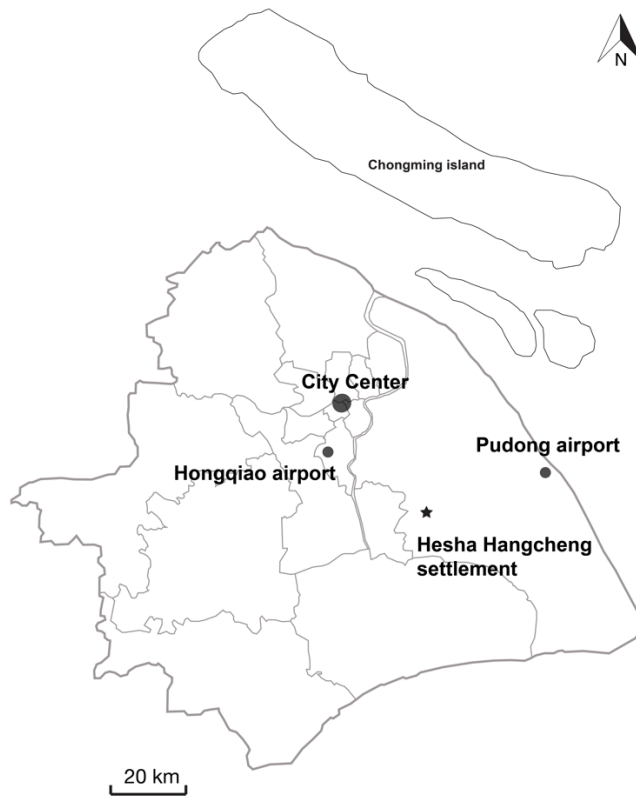 N
Chongming island
City Center
Pudong airport
Hongqiao airport
Hesha Hangcheng
settlement
20 km